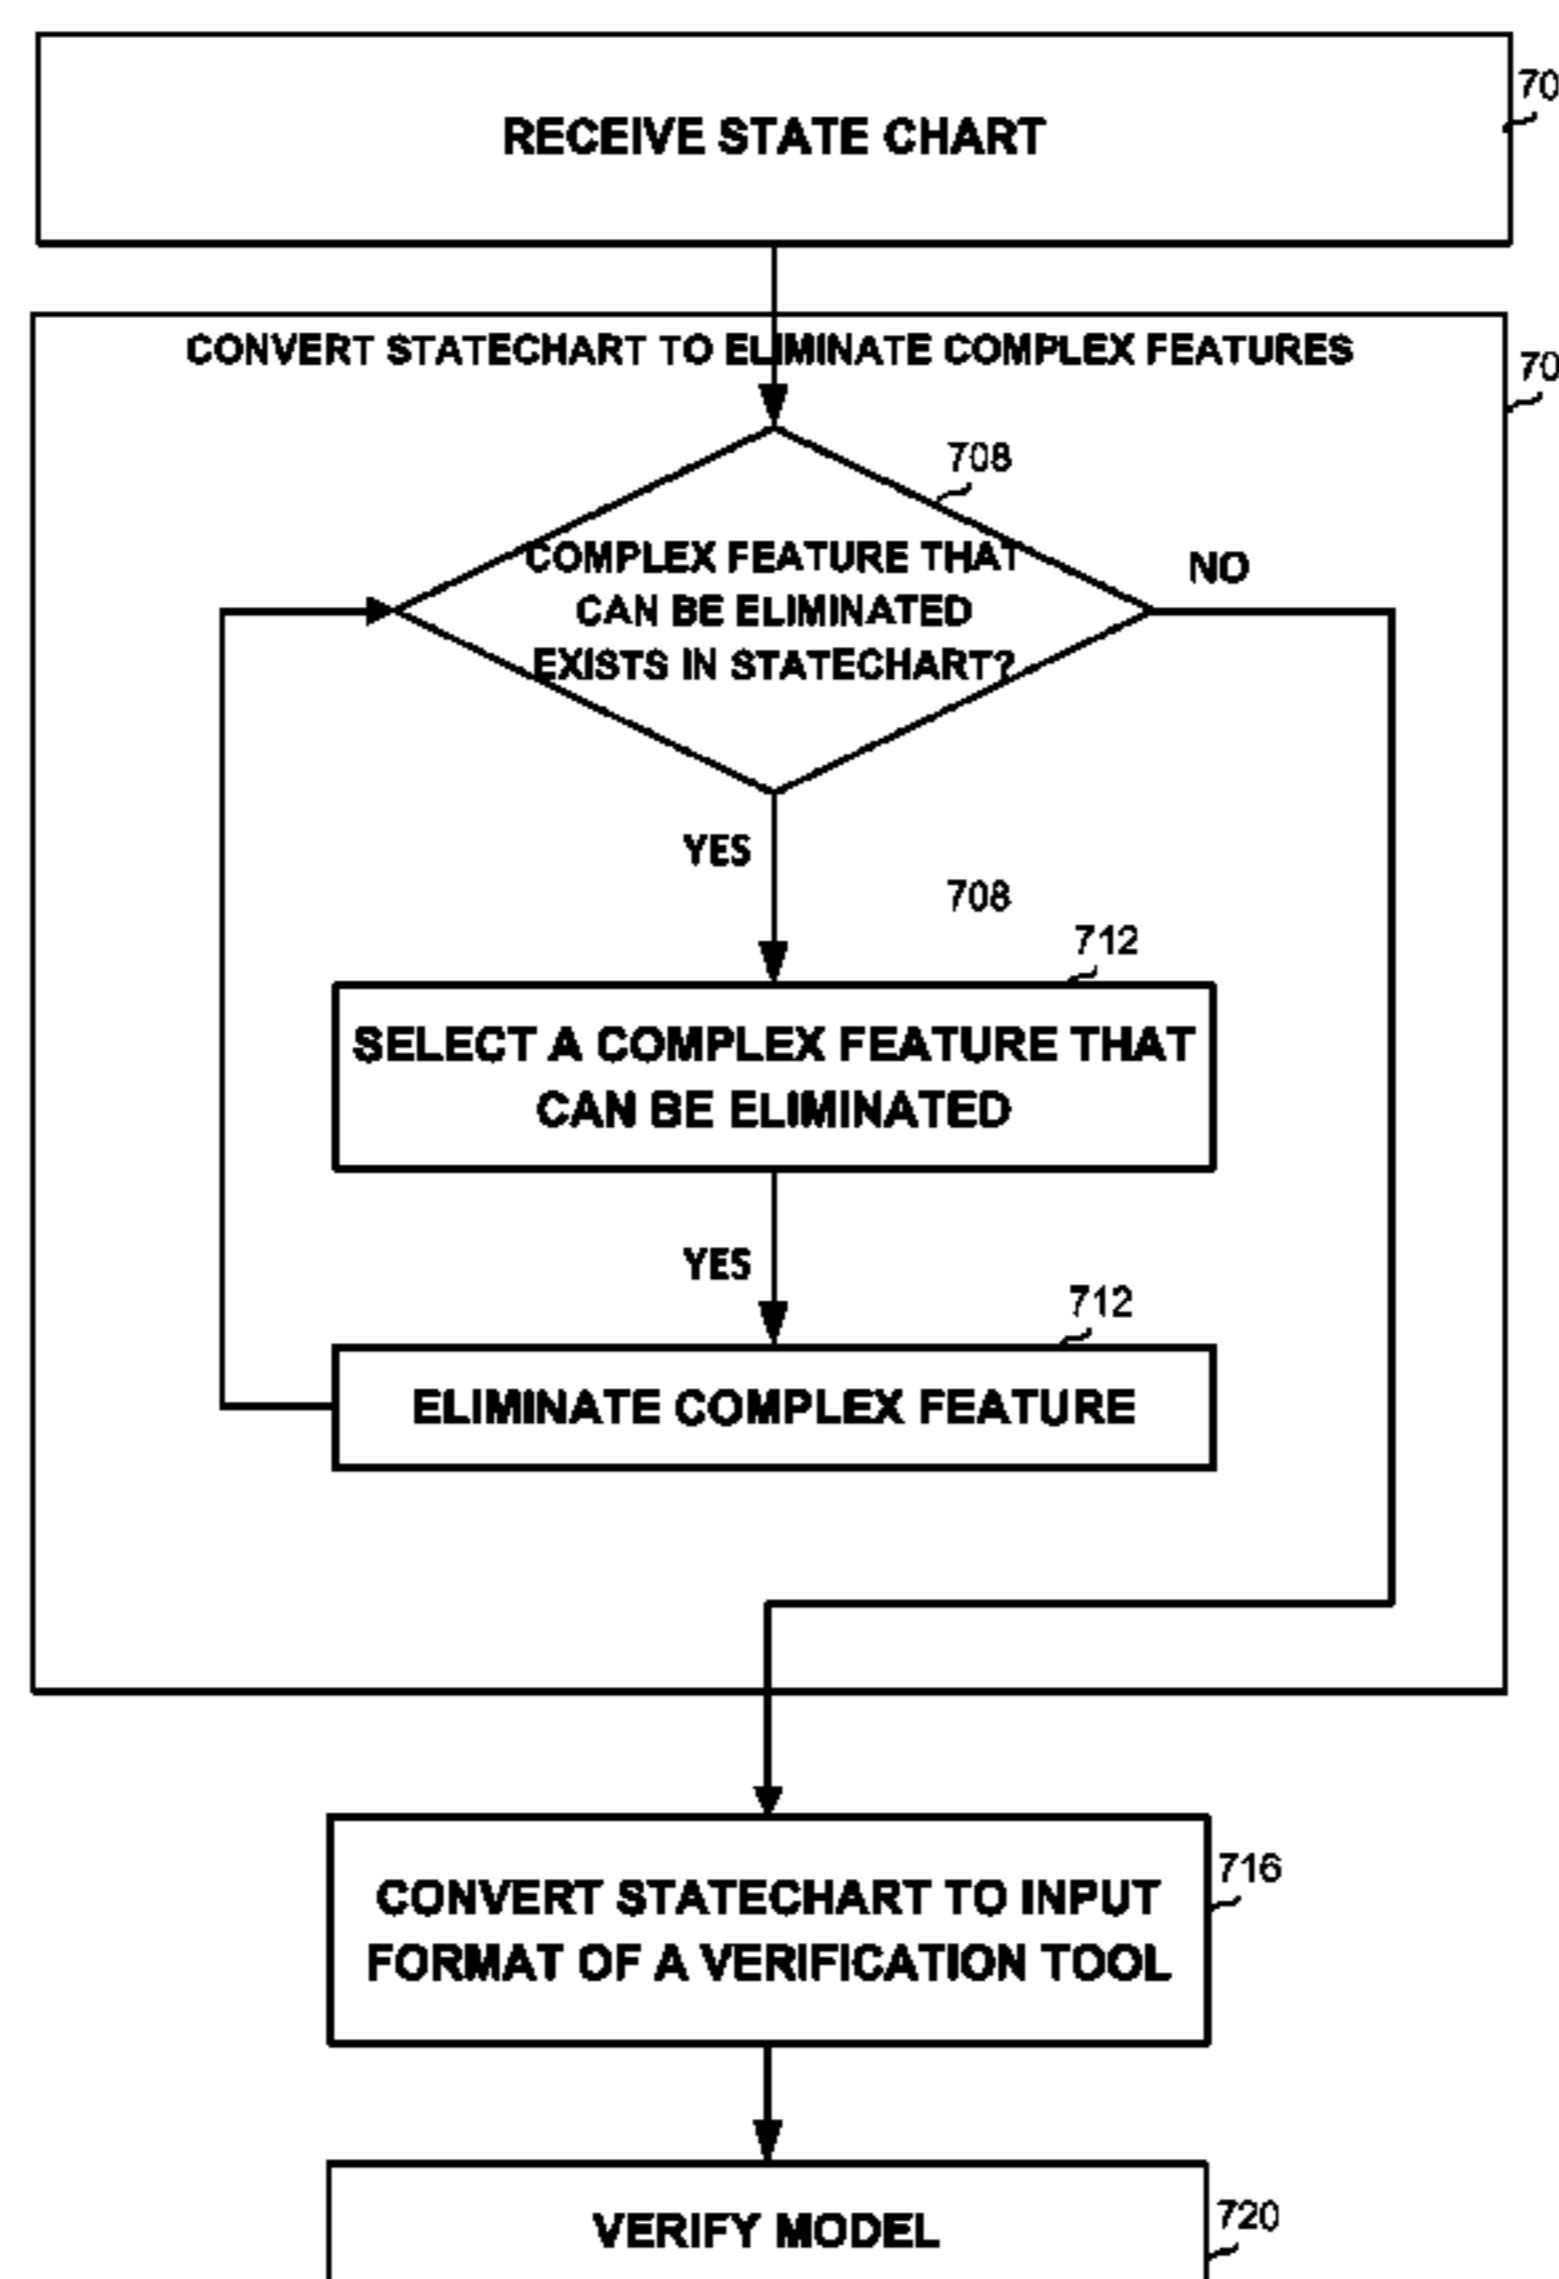 RECEIVE STATE CHART
70
CONVERT STATECHART TO ELIMINATE COMPLEX FEATURES
70
708
COMPLEX FEATURE THAT
CAN BE ELIMINATED
EXISTS IN STATECHART?
NO
YES
708
712
SELECT A COMPLEX FEATURE THAT
CAN BE ELIMINATED
YES
712
ELIMINATE COMPLEX FEATURE
716
CONVERT STATECHART TO INPUT
FORMAT OF A VERIFICATION TOOL
720
VERIFY MODEL